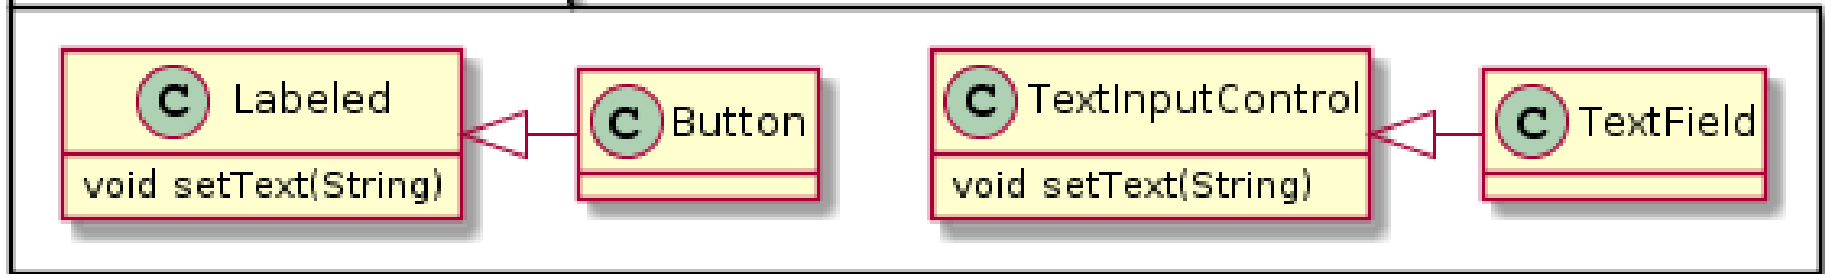 C Labeled
void setText(String)
C Button
C TextInputControl
void setText(String)
C TextField